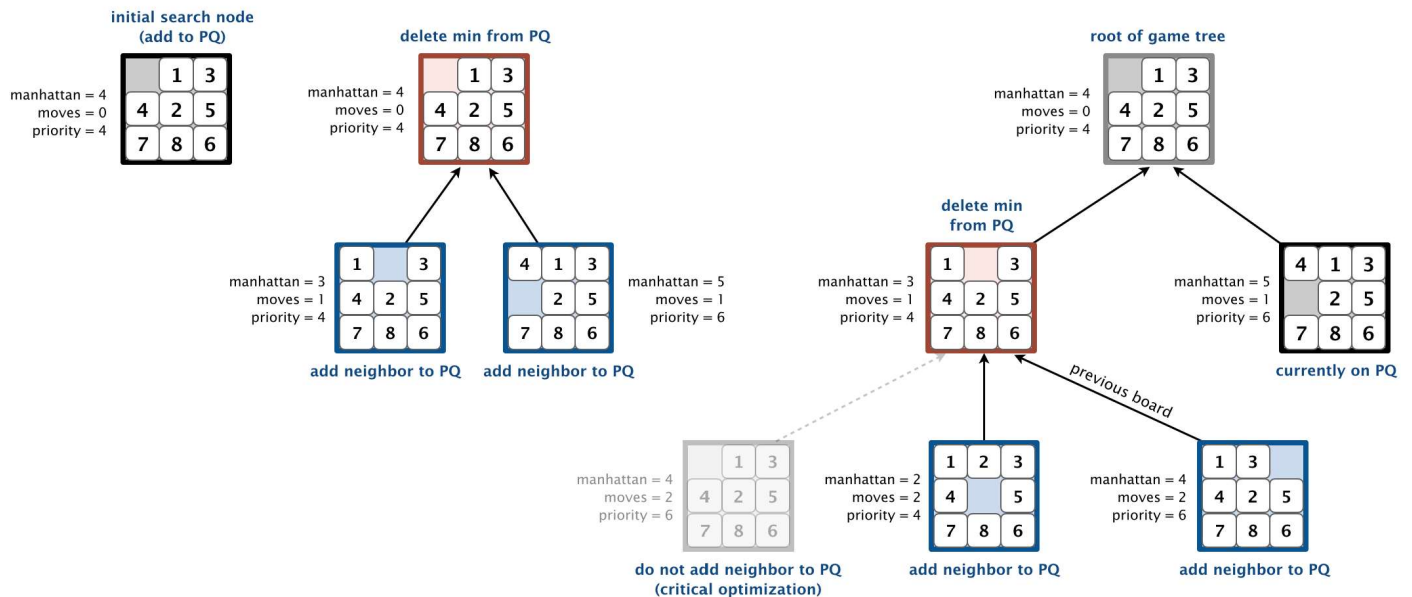 initial search node
(add to PQ)
manhattan = 4
moves = 0
priority = 4
1 3
4 2 5
7 8 6
delete min from PQ
manhattan = 4
moves = 0
priority = 4
1 3
4 2 5
7 8 6
manhattan = 3
moves = 1
priority = 4
1 3
4 2 5
7 8 6
add neighbor to PQ
4 1 3
2 5
7 8 6
manhattan = 5
moves = 1
priority = 6
add neighbor to PQ
root of game tree
manhattan = 4
moves = 0
priority = 4
1 3
4 2 5
7 8 6
delete min
from PQ
manhattan = 3
moves = 1
priority = 4
1 3
4 2 5
7 8 6
manhattan = 5
moves = 1
priority = 6
4 1 3
2 5
7 8 6
currently on PQ
previous board
manhattan = 4
moves = 2
priority = 6
1 3
4 2 5
7 8 6
do not add neighbor to PQ
(critical optimization)
manhattan = 2
moves = 2
priority = 4
1 2 3
4 5
7 8 6
add neighbor to PQ
manhattan = 4
moves = 2
priority = 6
1 3
4 2 5
7 8 6
add neighbor to PQ